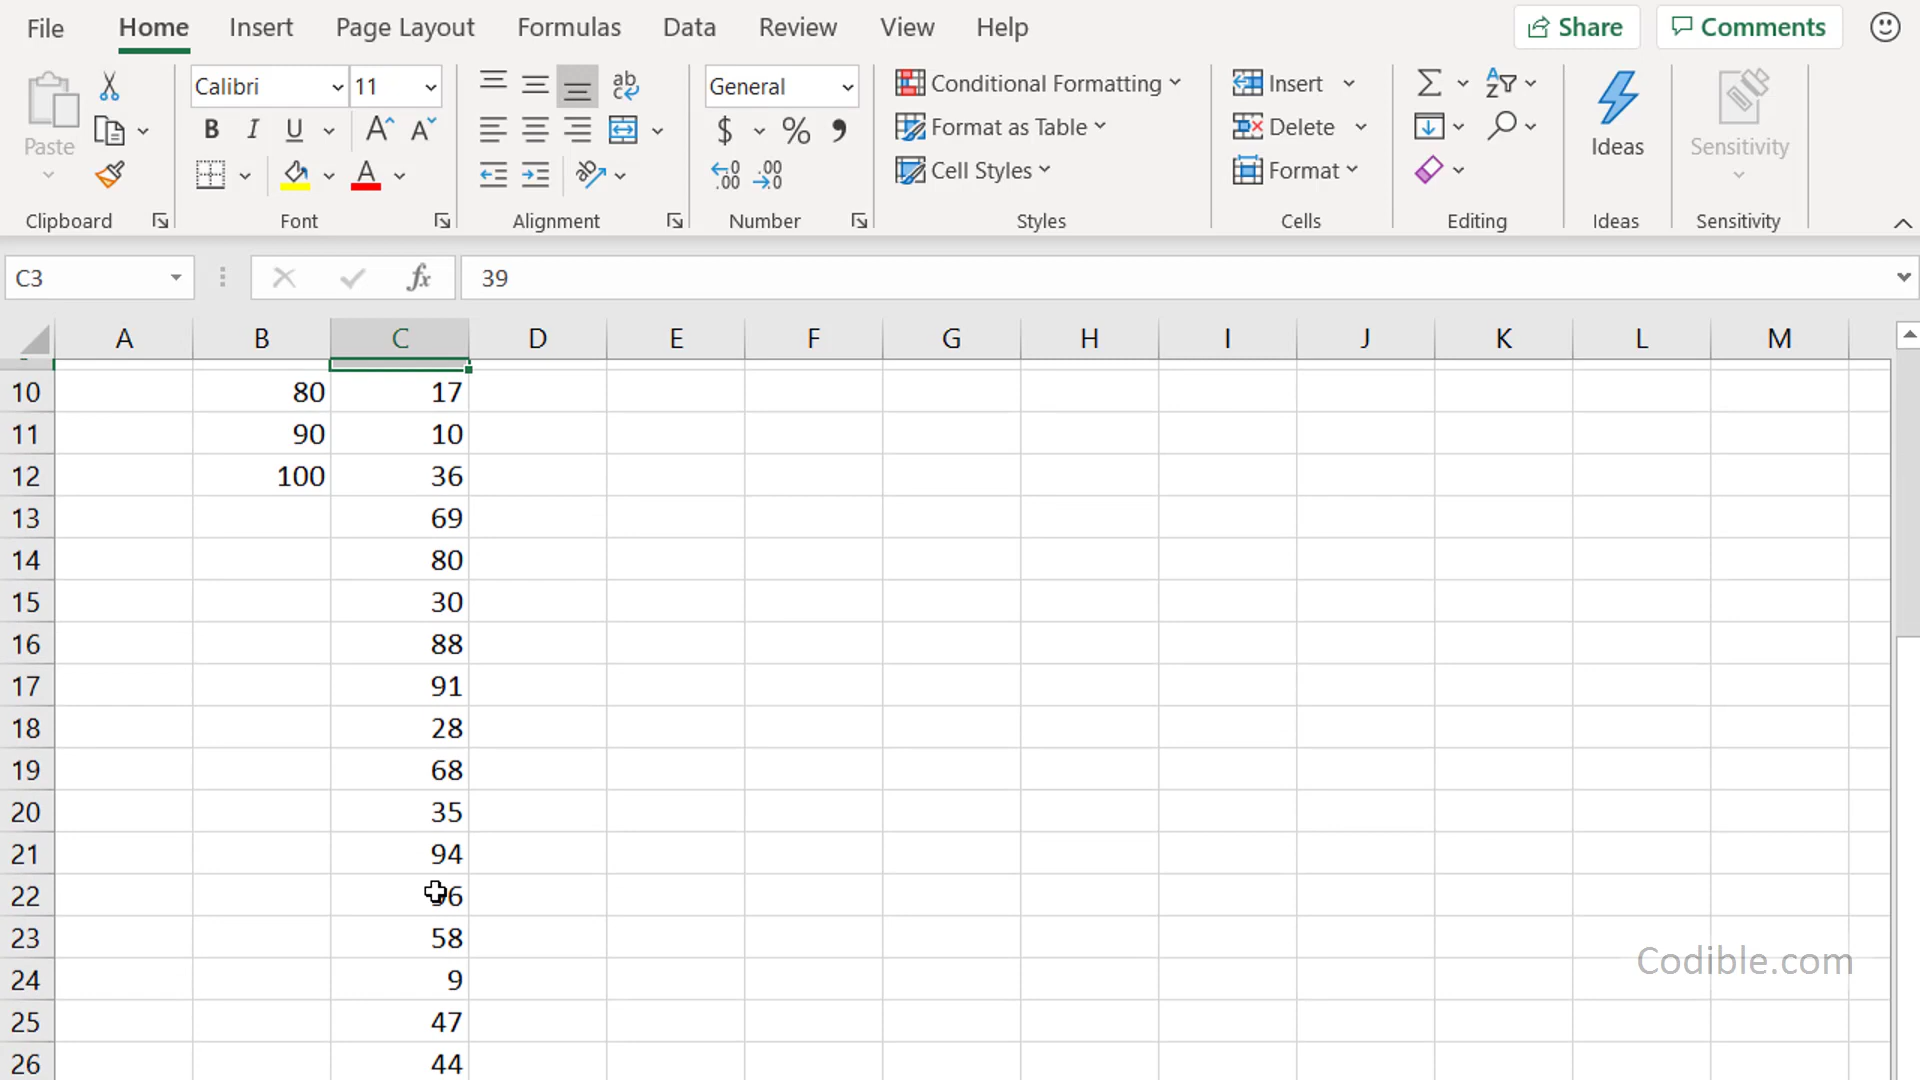 File Home Insert Page Layout Formulas Data Review View Help Share Comments
Calibri 11 ab General Conditional Formatting Insert Σ
Paste B I U A A $ % Format as Table Delete Ideas Sensitivity
A .00 .00 Cell Styles Format
Clipboard Font Alignment Number Styles Cells Editing Ideas Sensitivity
C3 fx 39
A B C D E F G H I J K L M
10 80 17
11 90 10
12 100 36
13 69
14 80
15 30
16 88
17 91
18 28
19 68
20 35
21 94
22
23 58
24 9
25 47
26 44
Codible.com